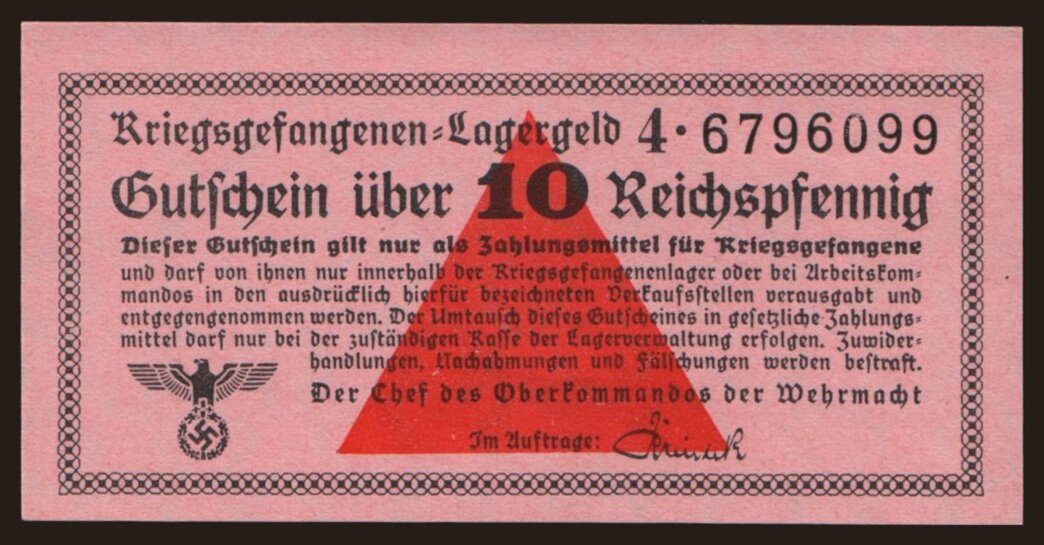 Kriegsgefangenen-Lagergeld 4·6796099
Gutschein über 10 Reichspfennig
Dieser Gutschein gilt nur als Zahlungsmittel für Kriegsgefangene
und darf von ihnen nur innerhalb der Kriegsgefangenenlager oder bei Arbeitskom-
mandos in den ausdrücklich hierfür bezeichneten Verkaufsstellen verausgabt und
entgegengenommen werden. Der Umtausch dieses Gutscheines in gesetzliche Zahlungs-
mittel darf nur bei der zuständigen Kasse der Lagerverwaltung erfolgen. Zuwider-
handlungen, Nachahmungen und Fälschungen werden bestraft.
Der Chef des Oberkommandos der Wehrmacht
Im Auftrage: